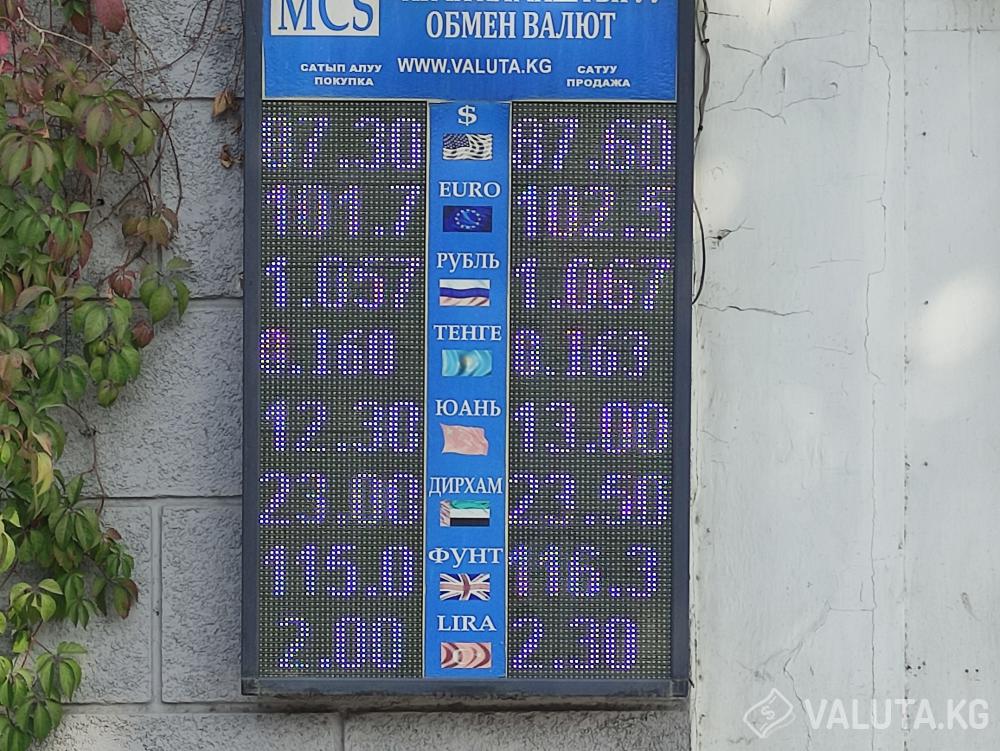 MCS
ОБМЕН ВАЛЮТ
САТЫП АЛУУ
ПОКУПКА
WWW.VALUTA.KG
САТУУ
ПРОДАЖА
87.30 $ 87.60
101.7 EURO 102.5
1.057 РУБЛЬ 1.067
0.160 ТЕНГЕ 0.163
12.30 ЮАНЬ 13.00
23.00 ДИРХАМ 23.50
115.0 ФУНТ 116.3
2.00 LIRA 2.30
VALUTA.KG